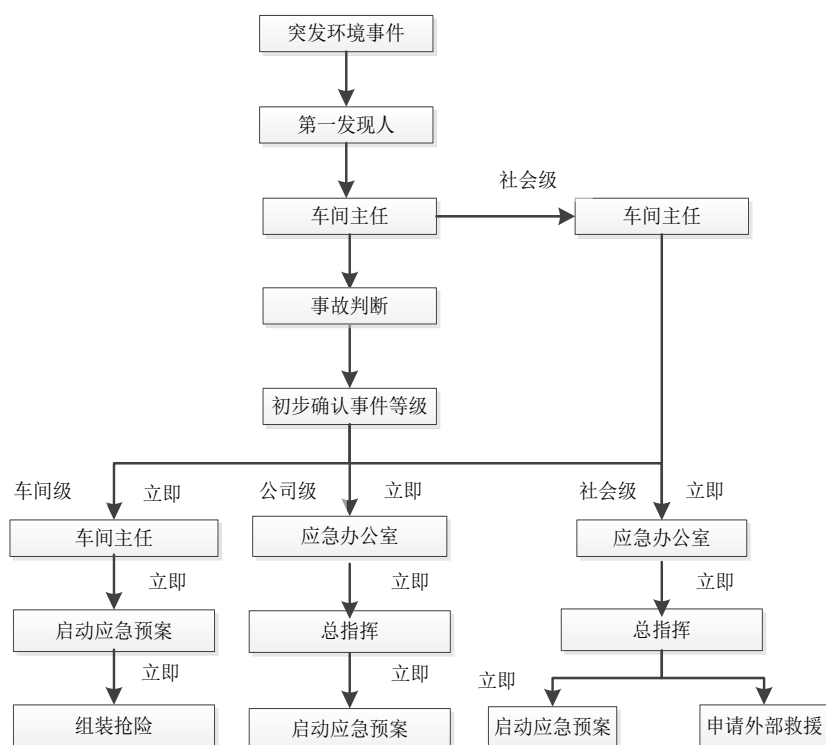 突发环境事件
第一发现人
社会级
车间主任
车间主任
事故判断
初步确认事件等级
车间级
立即
公司级
立即
社会级
立即
车间主任
应急办公室
应急办公室
立即
立即
立即
启动应急预案
总指挥
总指挥
立即
立即
立即
组装抢险
启动应急预案
启动应急预案
申请外部救援